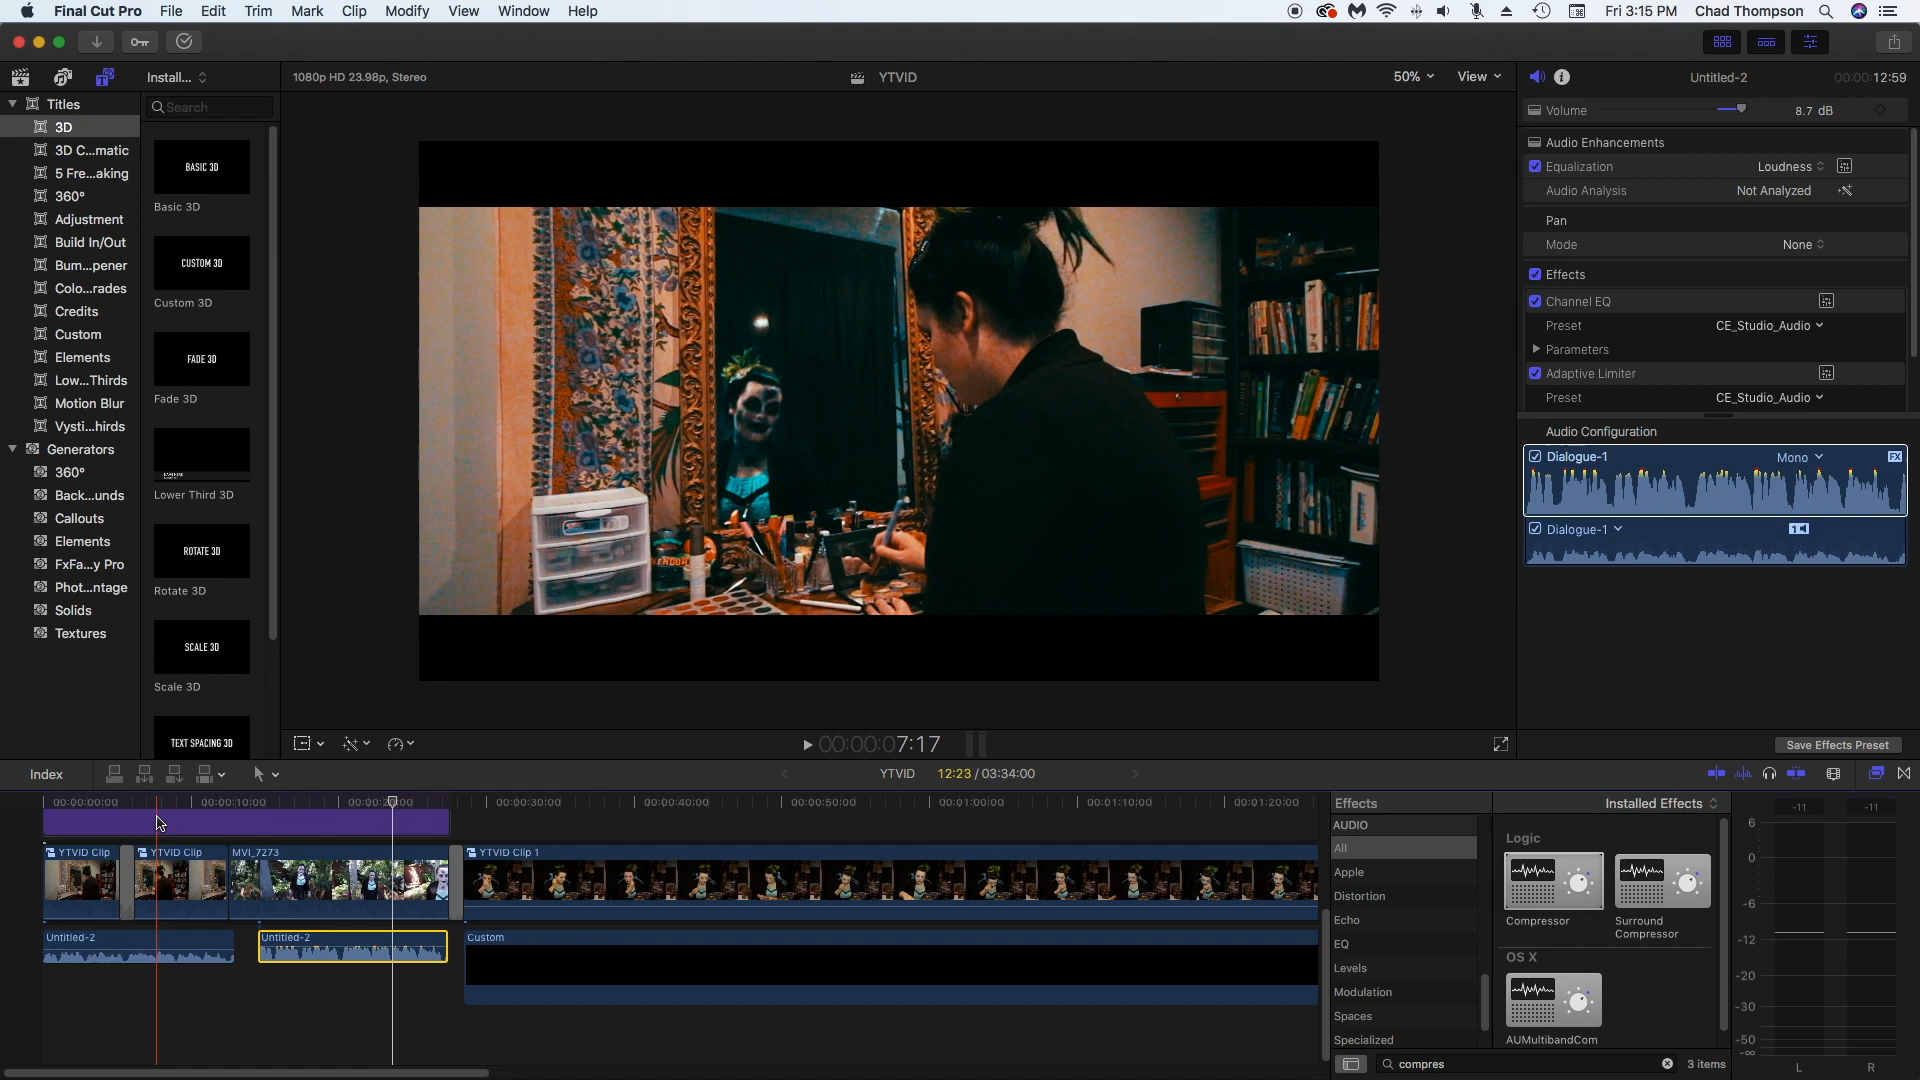 Final Cut Pro File Edit Trim Mark Clip Modify View Window Help Fri 3:15 PM Chad Thompson
Install... 1080p HD 23.98p, Stereo YTVID 50% View Untitled-2 00:00:00:12:59
Titles
Search
3D
3D C...matic
5 Fre...aking
360°
Adjustment
Build In/Out
Bum...pener
Colo...rades
Credits
Custom
Elements
Low...Thirds
Motion Blur
Vysti...hirds
Generators
360°
Back...unds
Callouts
Elements
FxFa...y Pro
Phot...ntage
Solids
Textures
BASIC 3D
Basic 3D
CUSTOM 3D
Custom 3D
FADE 3D
Fade 3D
Lower Third 3D
ROTATE 3D
Rotate 3D
SCALE 3D
Scale 3D
TEXT SPACING 3D
Volume 8.7 dB
Audio Enhancements
Equalization Loudness
Audio Analysis Not Analyzed
Pan
Mode None
Effects
Channel EQ
Preset CE_Studio_Audio
Parameters
Adaptive Limiter
Preset CE_Studio_Audio
Audio Configuration
Dialogue-1 Mono FX
Dialogue-1 1
Save Effects Preset
00:00:07:17
Index YTVID 12:23 / 03:34:00
00:00:00:00 00:00:10:00 00:00:20:00 00:00:30:00 00:00:40:00 00:00:50:00 00:01:00:00 00:01:10:00 00:01:20:00
YTVID Clip YTVID Clip MVI_7273 YTVID Clip 1
Untitled-2 Untitled-2 Custom
Effects Installed Effects
AUDIO
All
Apple
Distortion
Echo
EQ
Levels
Modulation
Spaces
Specialized
Logic
Compressor
Surround
Compressor
OS X
AUMultibandCom
compres 3 items
-11 -11
6
0
-6
-12
-20
-30
-50
-∞
L R